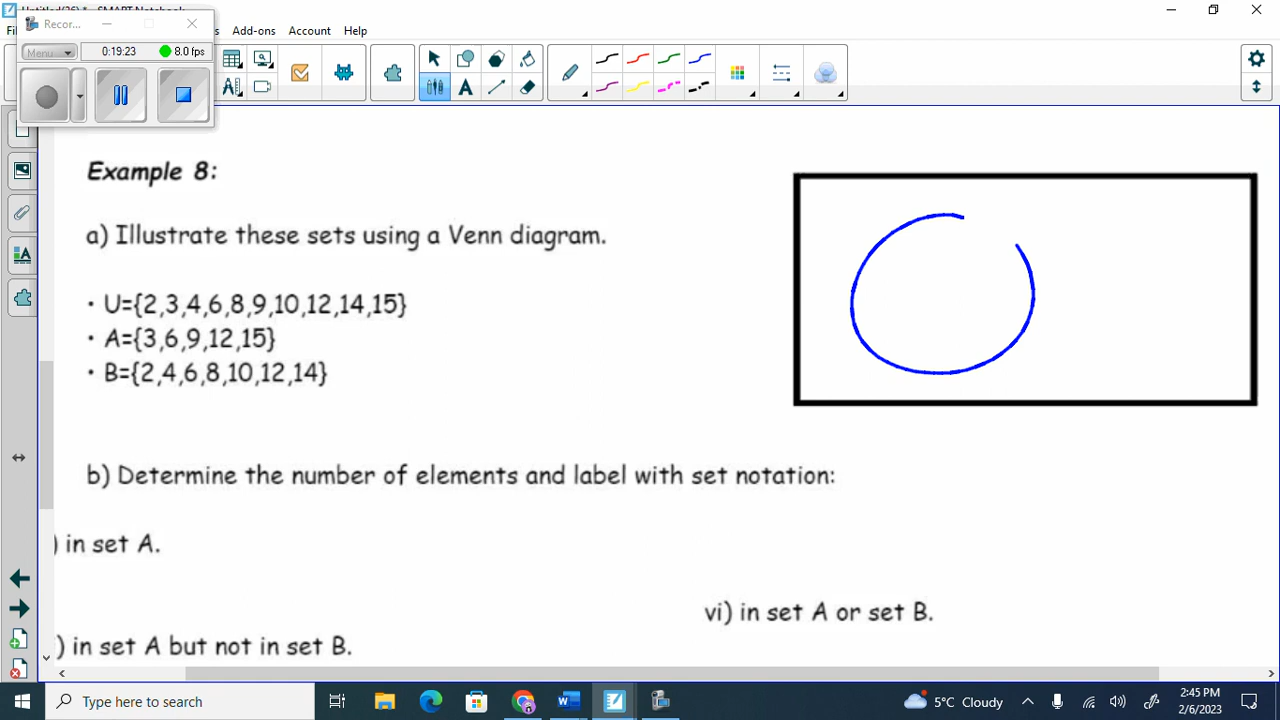 Untitled(26) * - SMART Notebook
Recor...
Add-ons Account Help
Menu
0:19:23
8.0 fps
A
A
Example 8:
a) Illustrate these sets using a Venn diagram.
• U={2,3,4,6,8,9,10,12,14,15}
• A={3,6,9,12,15}
• B={2,4,6,8,10,12,14}
b) Determine the number of elements and label with set notation:
) in set A.
vi) in set A or set B.
) in set A but not in set B.
Type here to search
5°C Cloudy
2:45 PM
2/6/2023